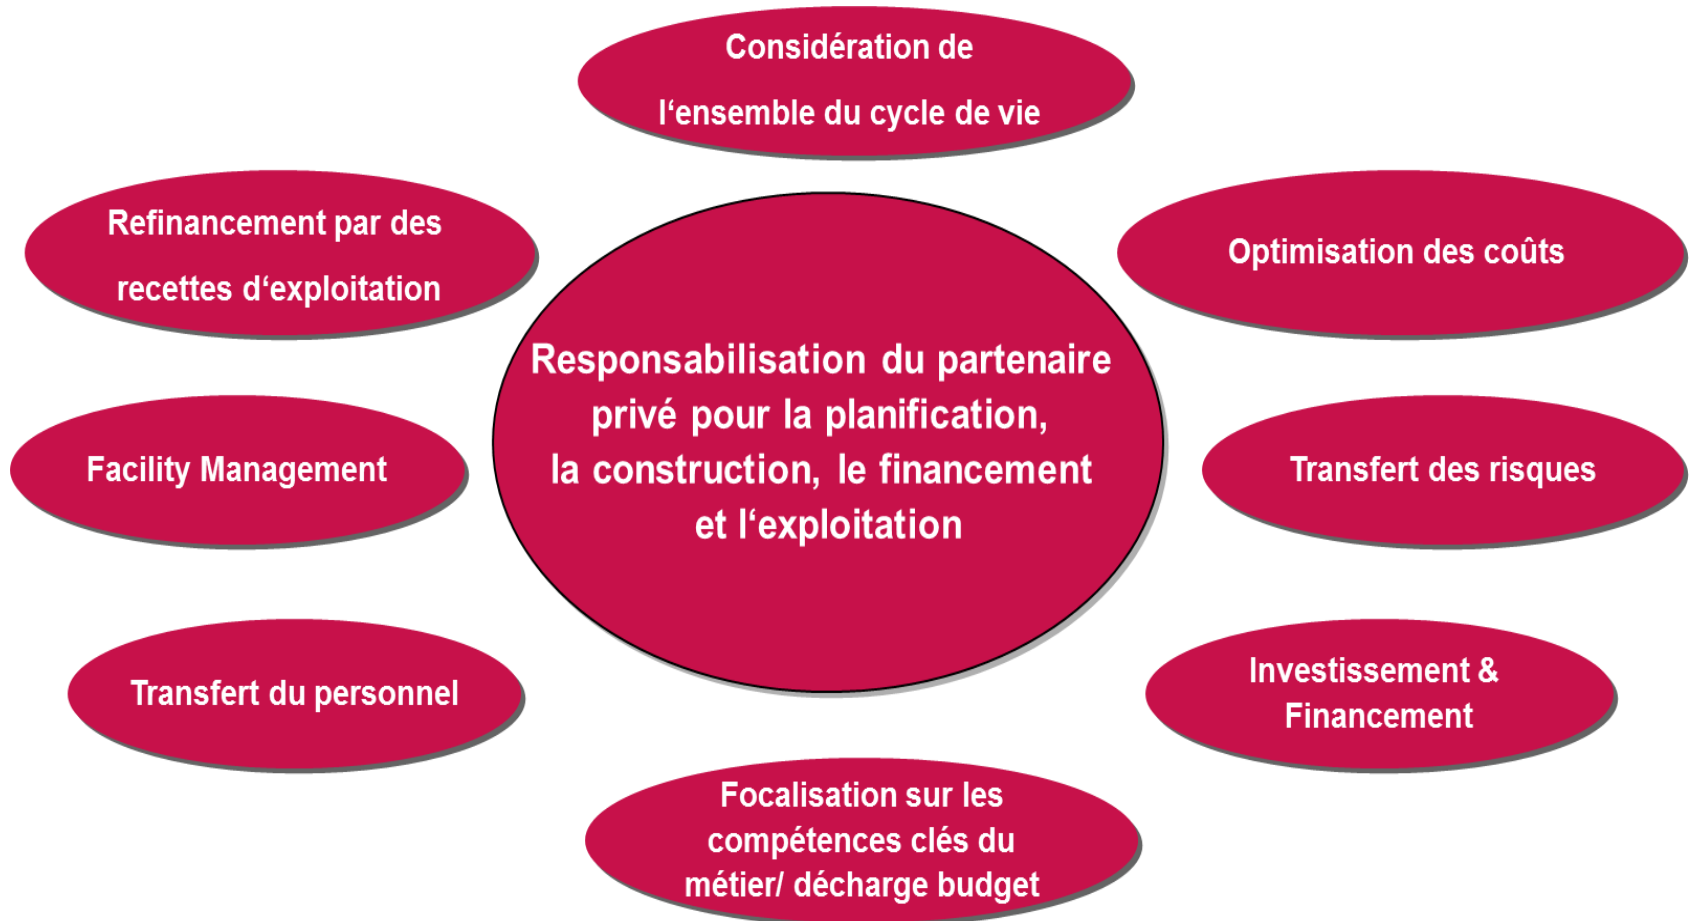 Considération de
l‘ensemble du cycle de vie
Refinancement par des
recettes d‘exploitation
Optimisation des coûts
Responsabilisation du partenaire
privé pour la planification,
la construction, le financement
et l‘exploitation
Facility Management
Transfert des risques
Transfert du personnel
Investissement &
Financement
Focalisation sur les
compétences clés du
métier/ décharge budget